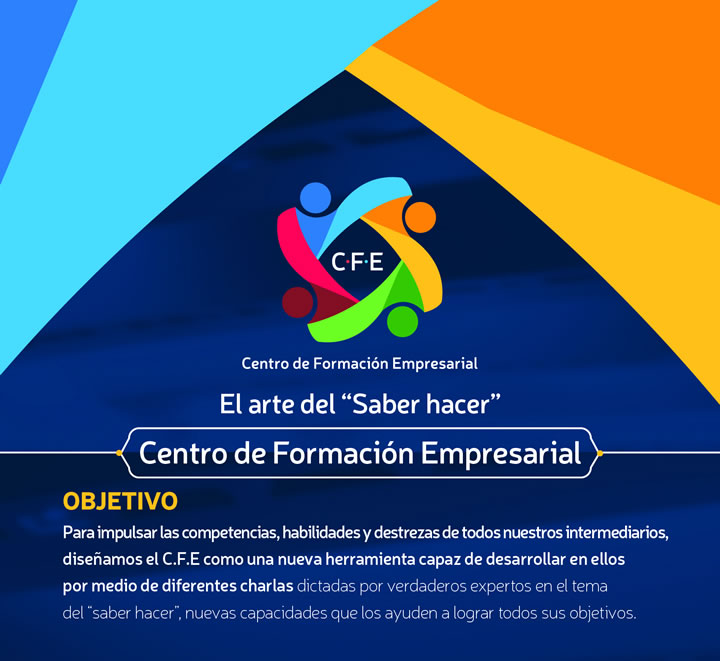 C·F·E
Centro de Formación Empresarial
El arte del “Saber hacer”
Centro de Formación Empresarial
OBJETIVO
Para impulsar las competencias, habilidades y destrezas de todos nuestros intermediarios,
diseñamos el C.F.E como una nueva herramienta capaz de desarrollar en ellos
por medio de diferentes charlas dictadas por verdaderos expertos en el tema
del “saber hacer”, nuevas capacidades que los ayuden a lograr todos sus objetivos.